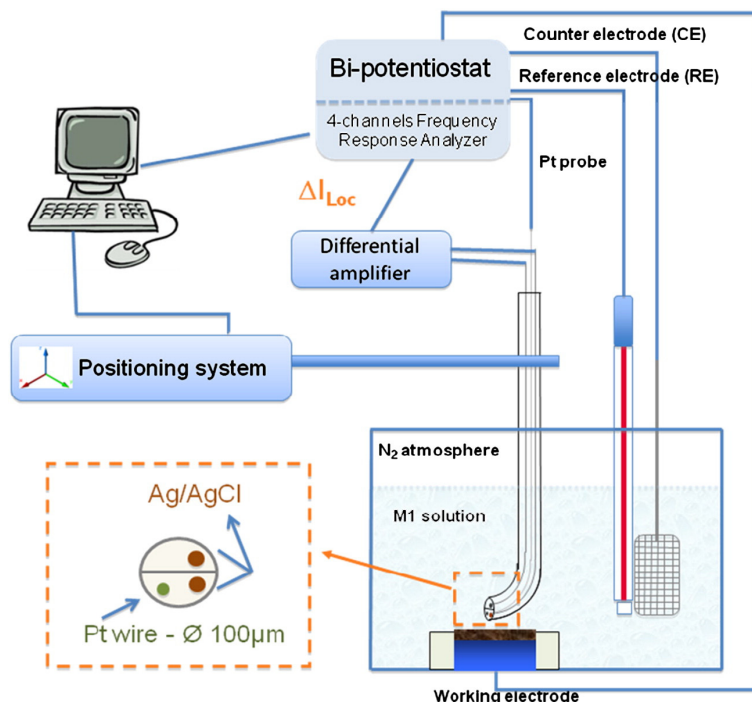 Counter electrode (CE)
Bi-potentiostat
Reference electrode (RE)
4-channels Frequency
Response Analyzer
Pt probe
ΔI_Loc
Differential
amplifier
Positioning system
N₂ atmosphere
M1 solution
Ag/AgCl
Pt wire - Ø 100µm
Working electrode